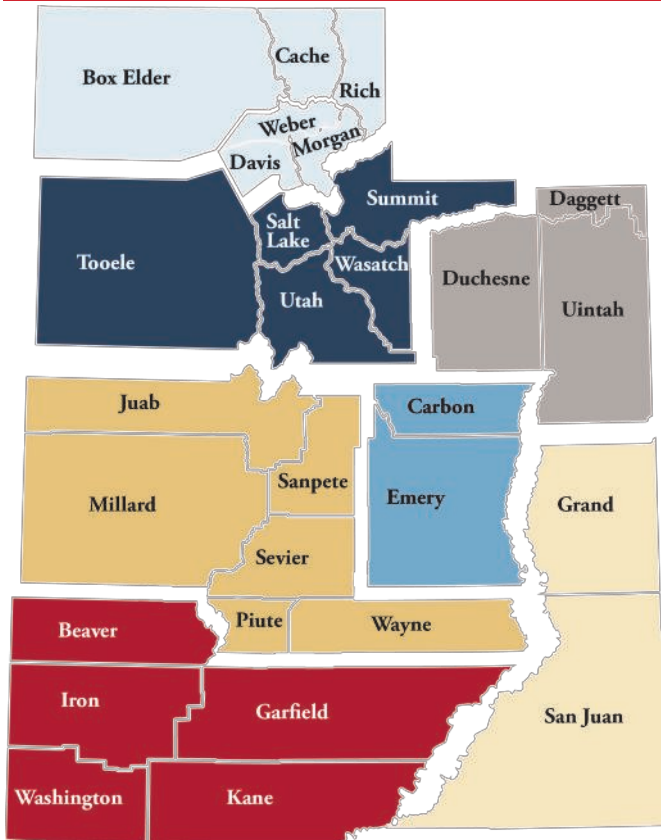 Cache
Box Elder
Rich
Weber
Morgan
Davis
Summit
Daggett
Salt
Lake
Tooele
Wasatch
Duchesne
Utah
Uintah
Juab
Carbon
Sanpete
Millard
Emery
Grand
Sevier
Piute
Wayne
Beaver
Iron
Garfield
San Juan
Washington
Kane